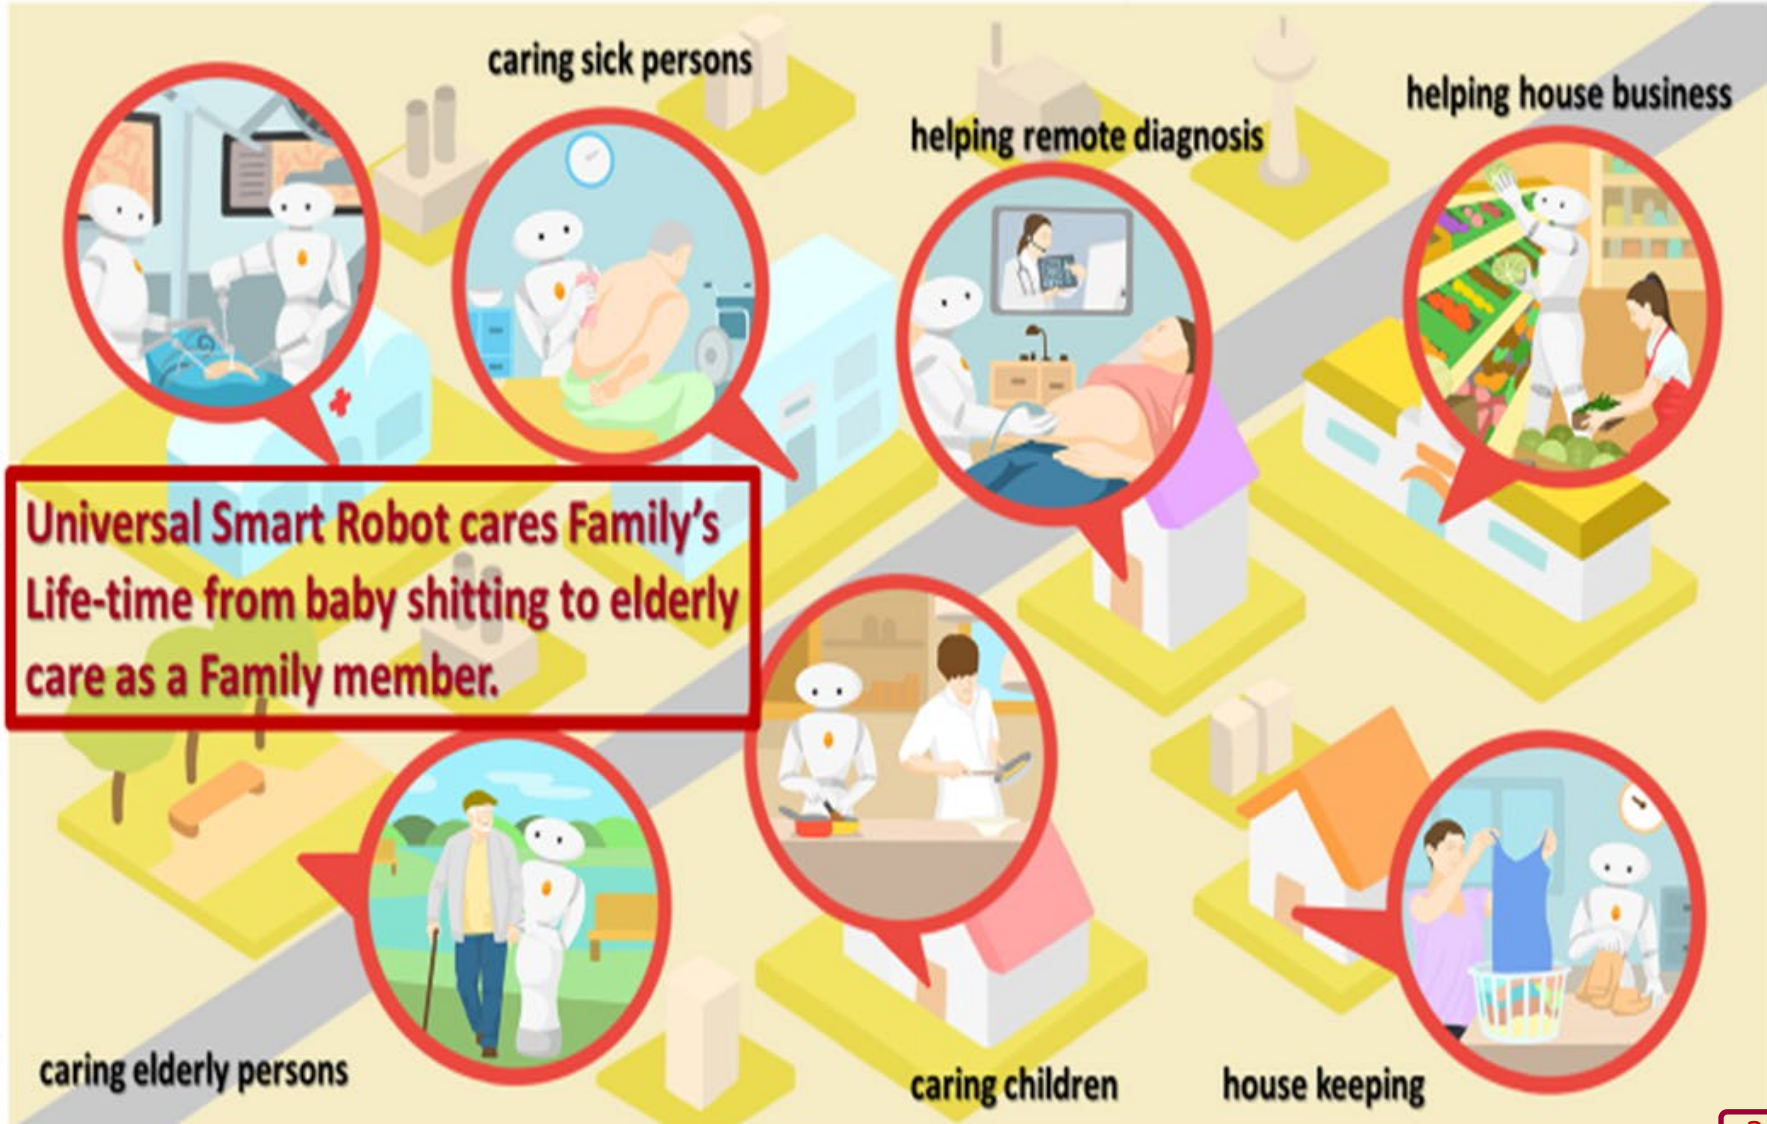 caring sick persons
helping remote diagnosis
helping house business
Universal Smart Robot cares Family's
Life-time from baby shitting to elderly
care as a Family member.
caring elderly persons
caring children
house keeping